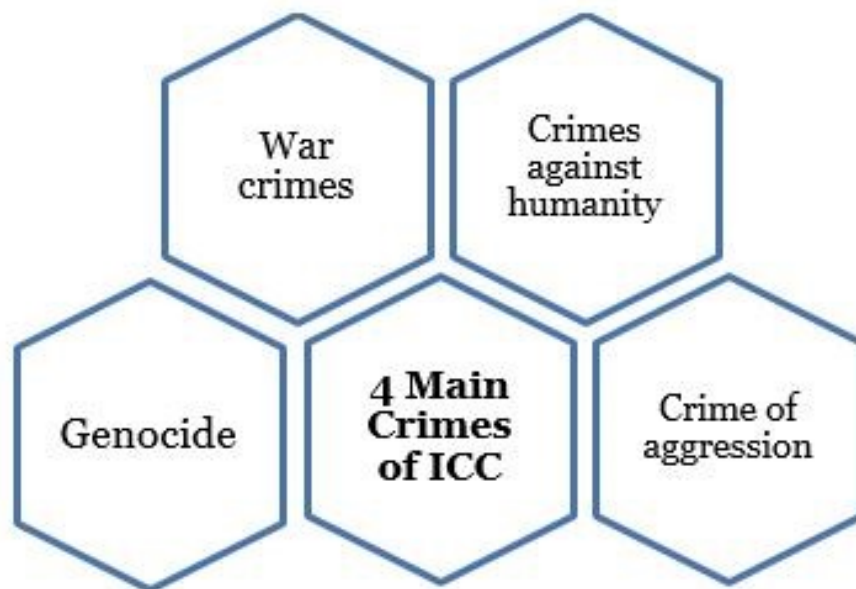 War
crimes
Crimes
against
humanity
Genocide
4 Main
Crimes
of ICC
Crime of
aggression